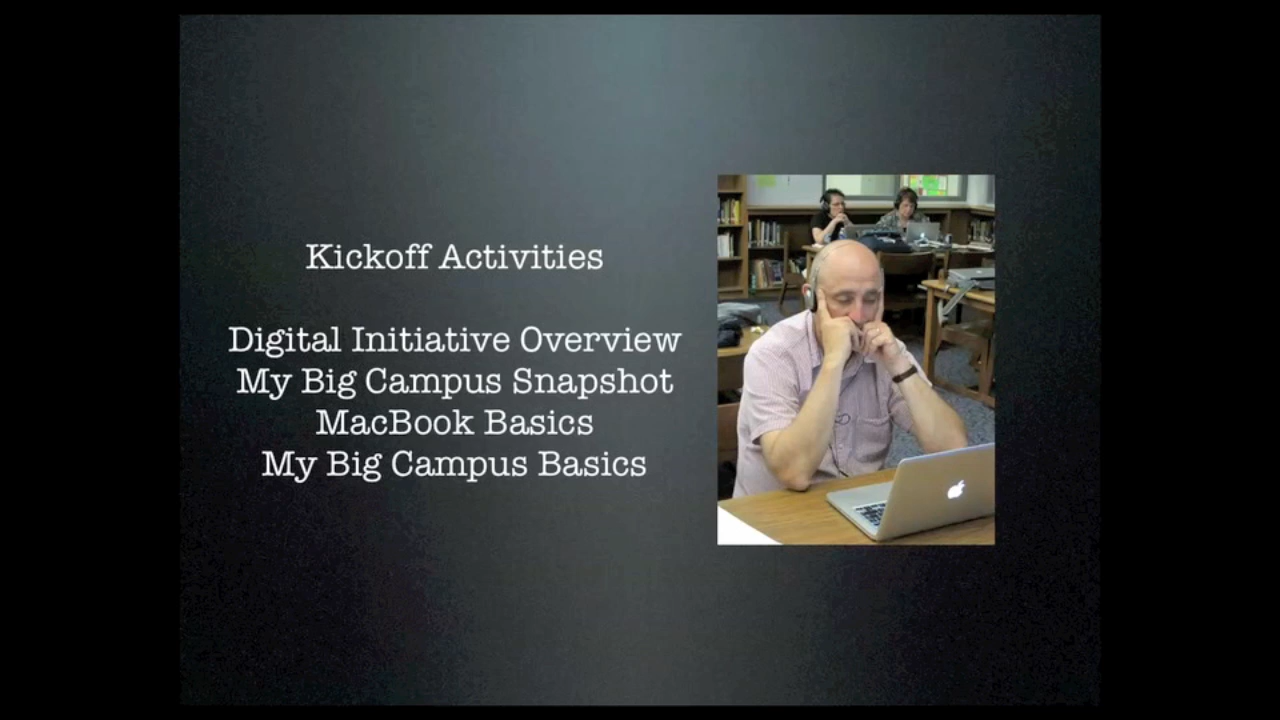 Kickoff Activities
Digital Initiative Overview
My Big Campus Snapshot
MacBook Basics
My Big Campus Basics